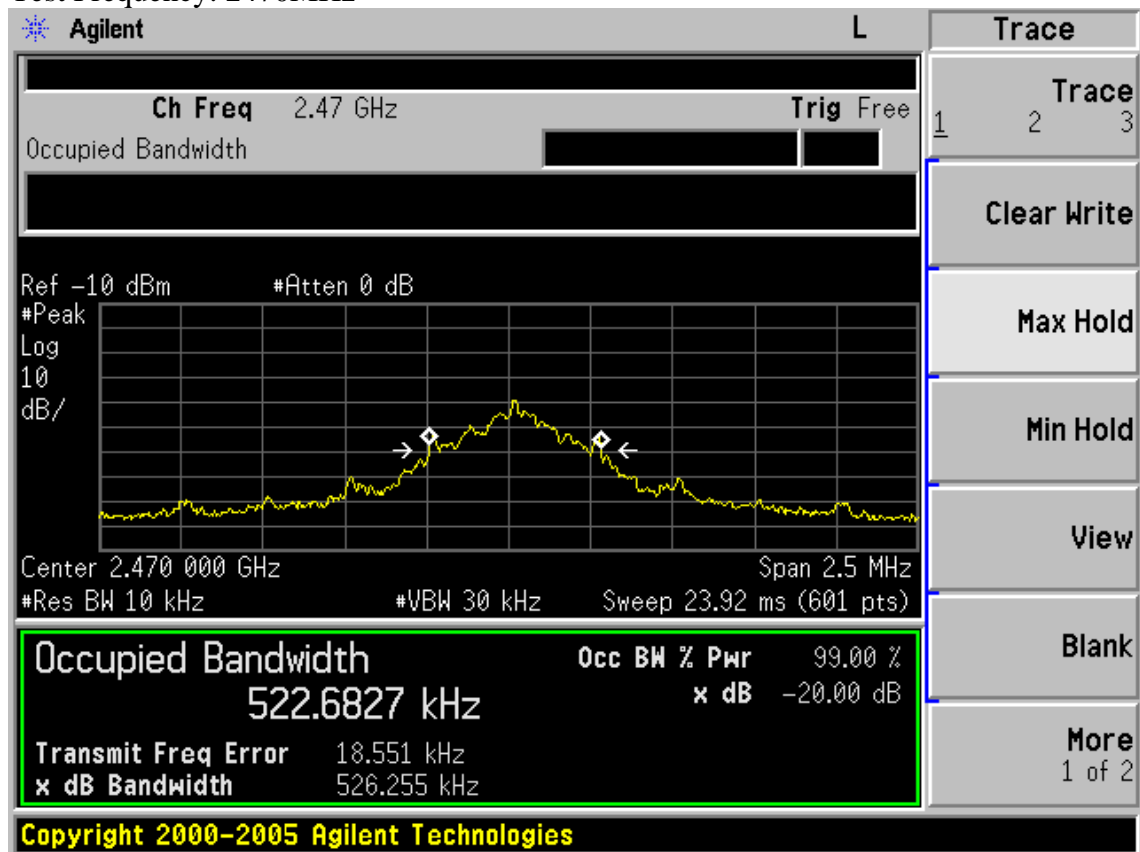 Test Frequency: 2470MHz
Agilent L Trace
Ch Freq 2.47 GHz Trig Free
Occupied Bandwidth
Trace
1 2 3
Clear Write
Max Hold
Min Hold
View
Blank
More
1 of 2
Ref -10 dBm #Atten 0 dB
#Peak
Log
10
dB/
Center 2.470 000 GHz Span 2.5 MHz
#Res BW 10 kHz #VBW 30 kHz Sweep 23.92 ms (601 pts)
Occupied Bandwidth Occ BW % Pwr 99.00 %
522.6827 kHz x dB -20.00 dB
Transmit Freq Error 18.551 kHz
x dB Bandwidth 526.255 kHz
Copyright 2000-2005 Agilent Technologies